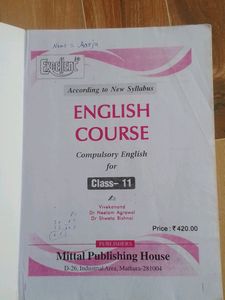 Excellent
According to New Syllabus
ENGLISH
COURSE
Compulsory English
for
Class- 11
Vivekanand
Dr Neelam Agrawal
Dr Shweta Bishnoi
Price : ₹ 420.00
PUBLISHERS
Mittal Publishing House
D-26, Industrial Area, Mathura-281004